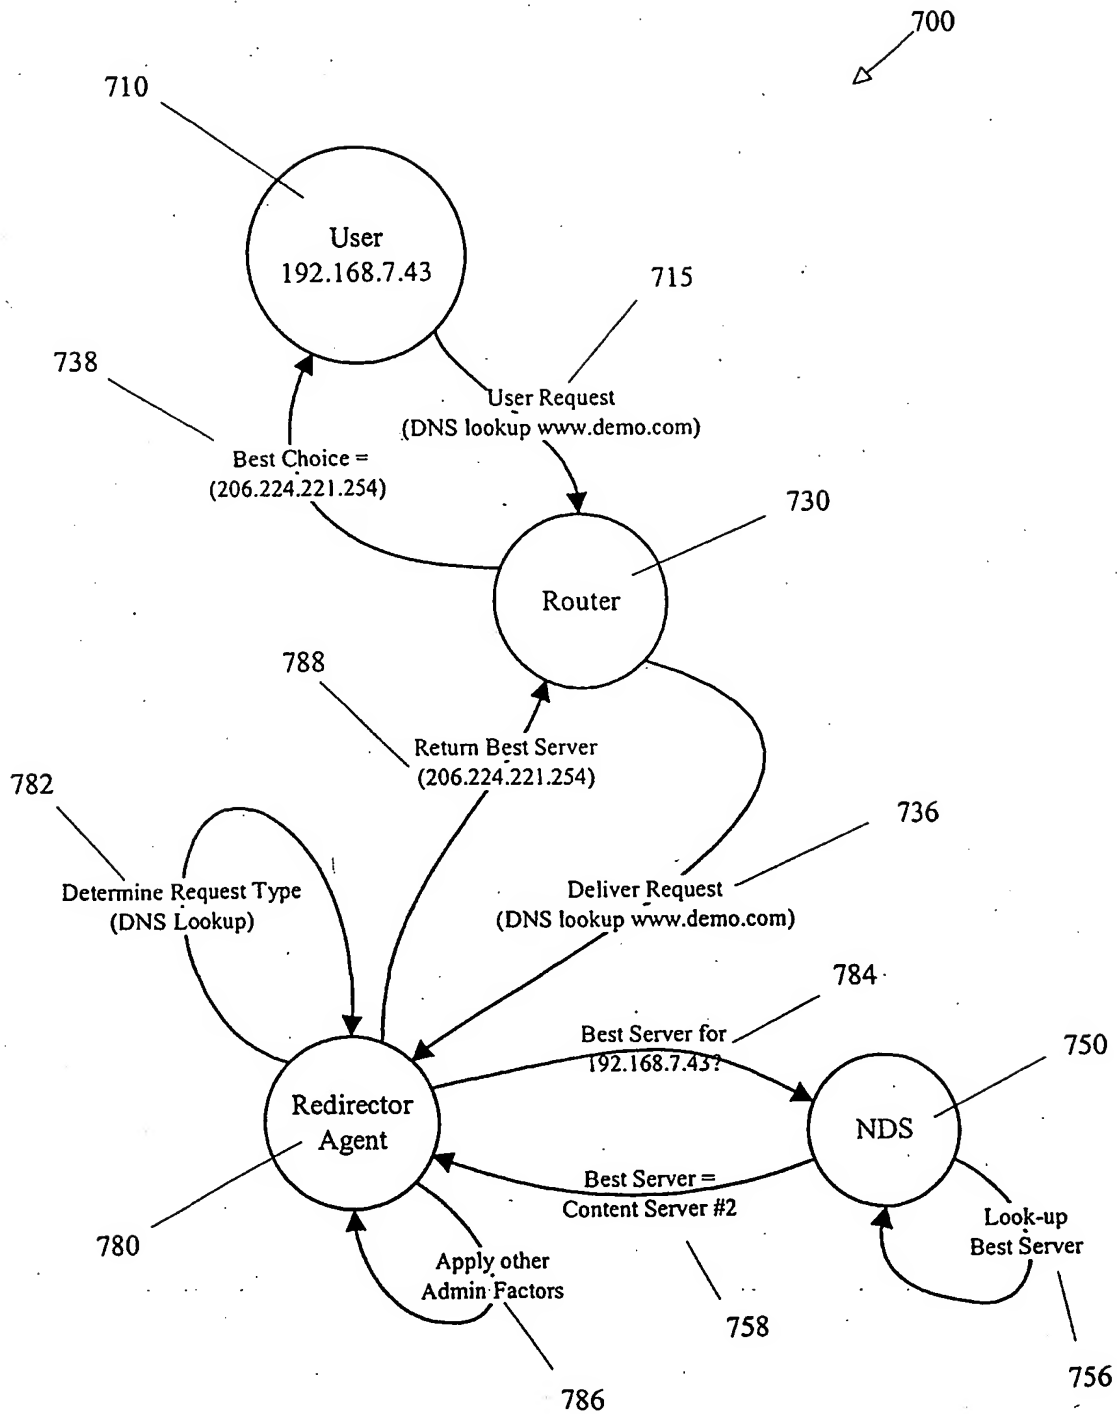 700
710
User
192.168.7.43
715
738
User Request
(DNS lookup www.demo.com)
Best Choice =
(206.224.221.254)
730
Router
788
Return Best Server
(206.224.221.254)
782
736
Determine Request Type
(DNS Lookup)
Deliver Request
(DNS lookup www.demo.com)
784
Best Server for
192.168.7.43?
750
Redirector
Agent
NDS
Best Server =
Content Server #2
Look-up
Best Server
780
Apply other
Admin Factors
758
756
786